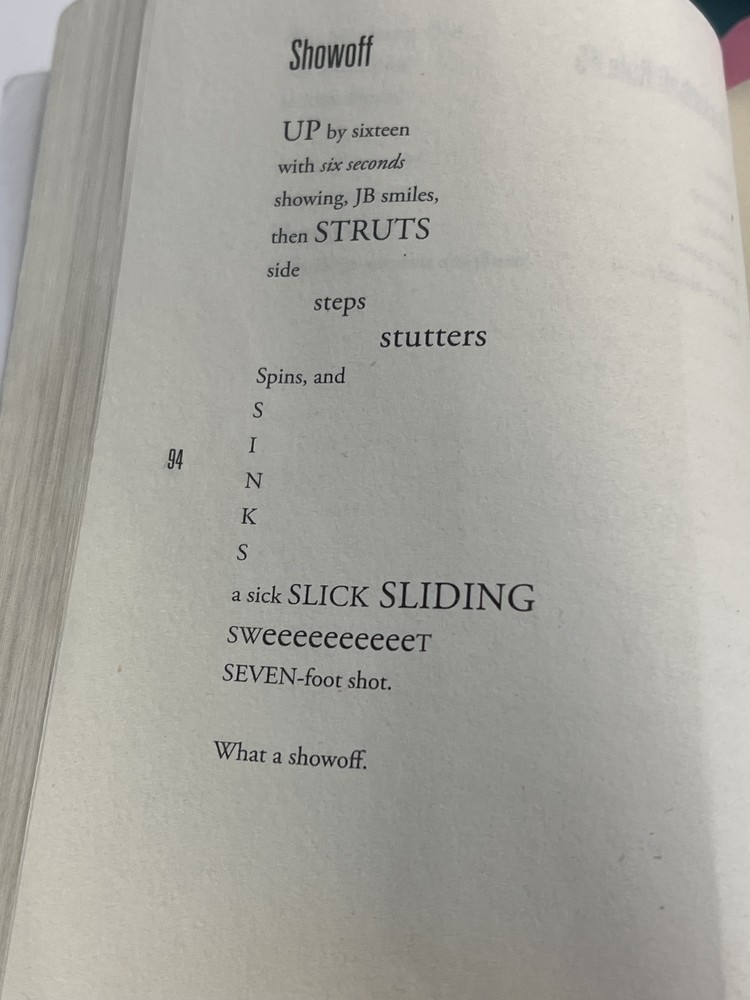 Showoff
UP by sixteen
with six seconds
showing, JB smiles,
then STRUTS
side
steps
stutters
Spins, and
S
I
N
K
S
94
a sick SLICK SLIDING
SWeeeeeeeeeeT
SEVEN-foot shot.
What a showoff.